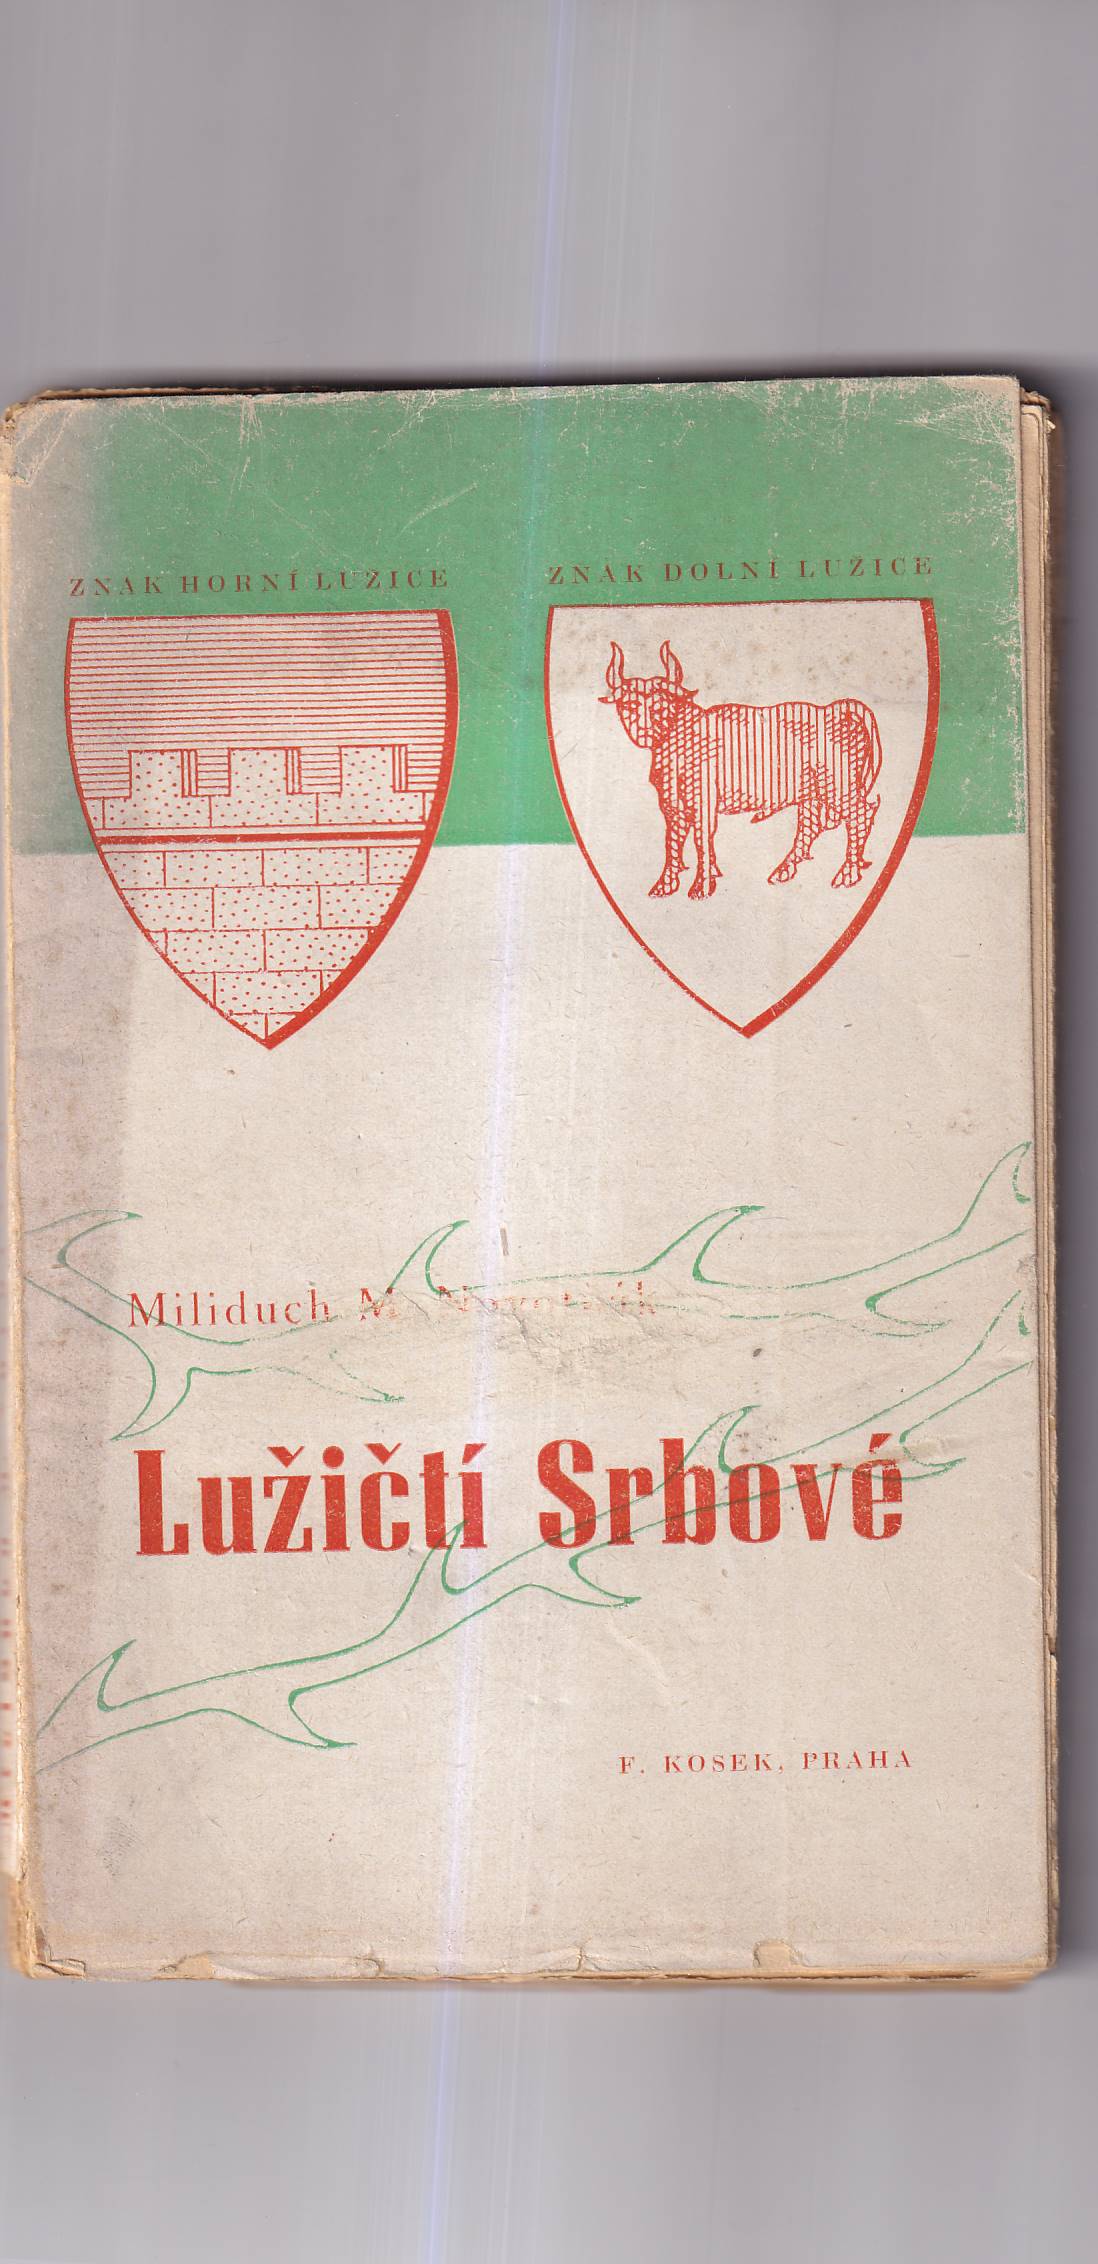 ZNAK HORNÍ LUŽICE
ZNAK DOLNÍ LUŽICE
Miliduch M.
Lužičtí Srbové
F. KOSEK, PRAHA